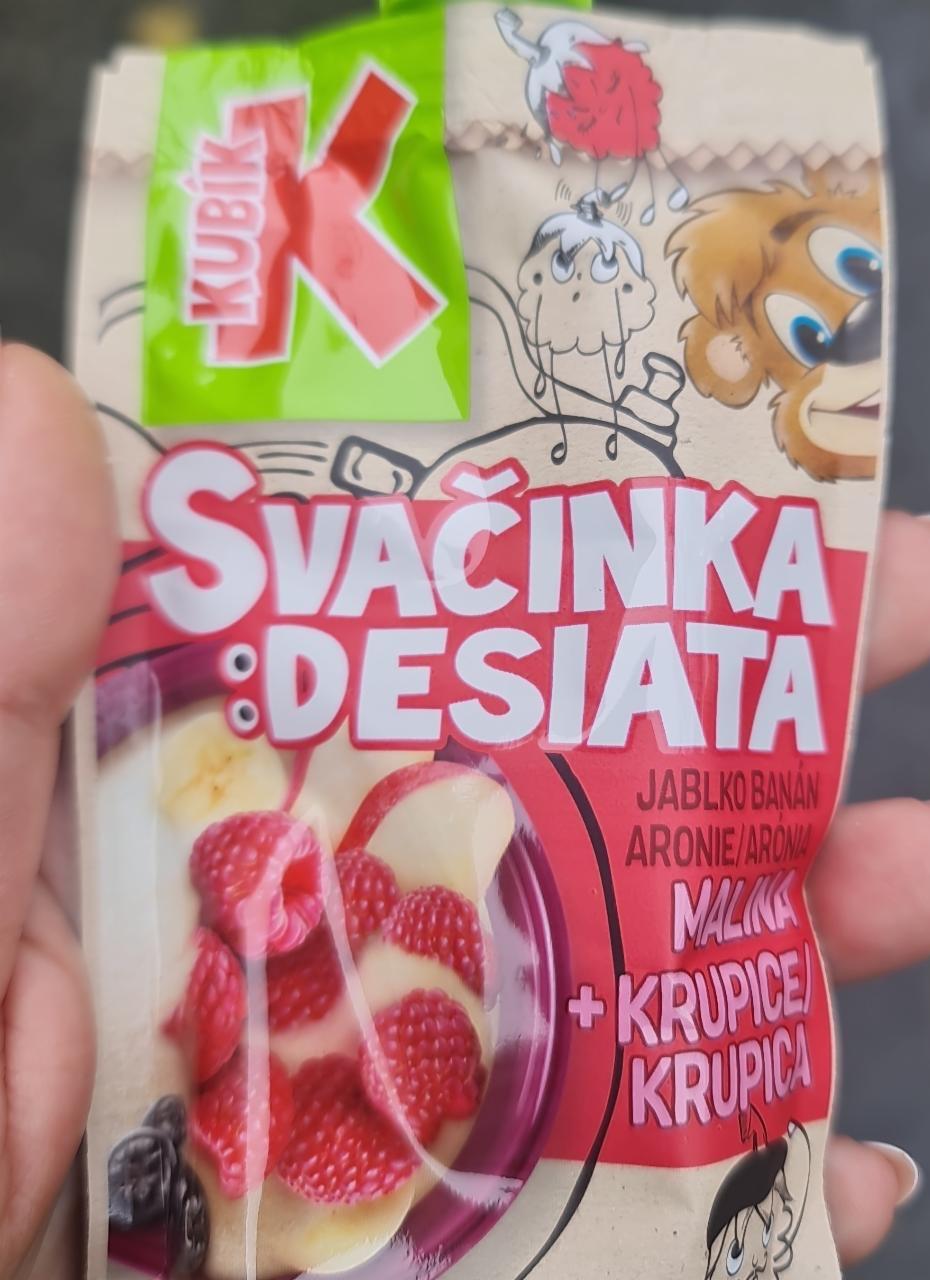 KUBÍK
K
SVAČINKA
DESIATA
JABLKO BANÁN
ARONIE/ARÓNIA
MALINA
+KRUPICE/
KRUPICA